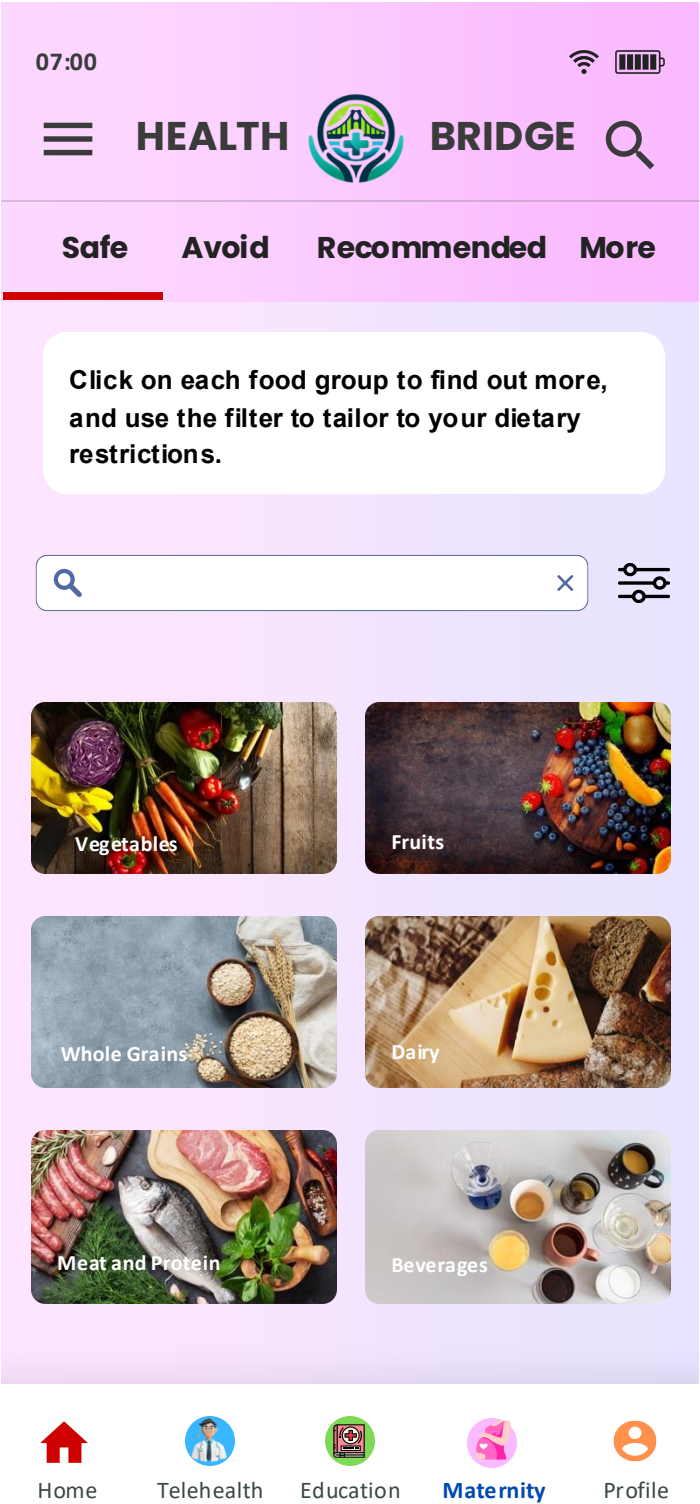 07:00
HEALTH BRIDGE
Safe Avoid Recommended More
Click on each food group to find out more,
and use the filter to tailor to your dietary
restrictions.
Vegetables
Fruits
Whole Grains
Dairy
Meat and Protein
Beverages
Home Telehealth Education Maternity Profile